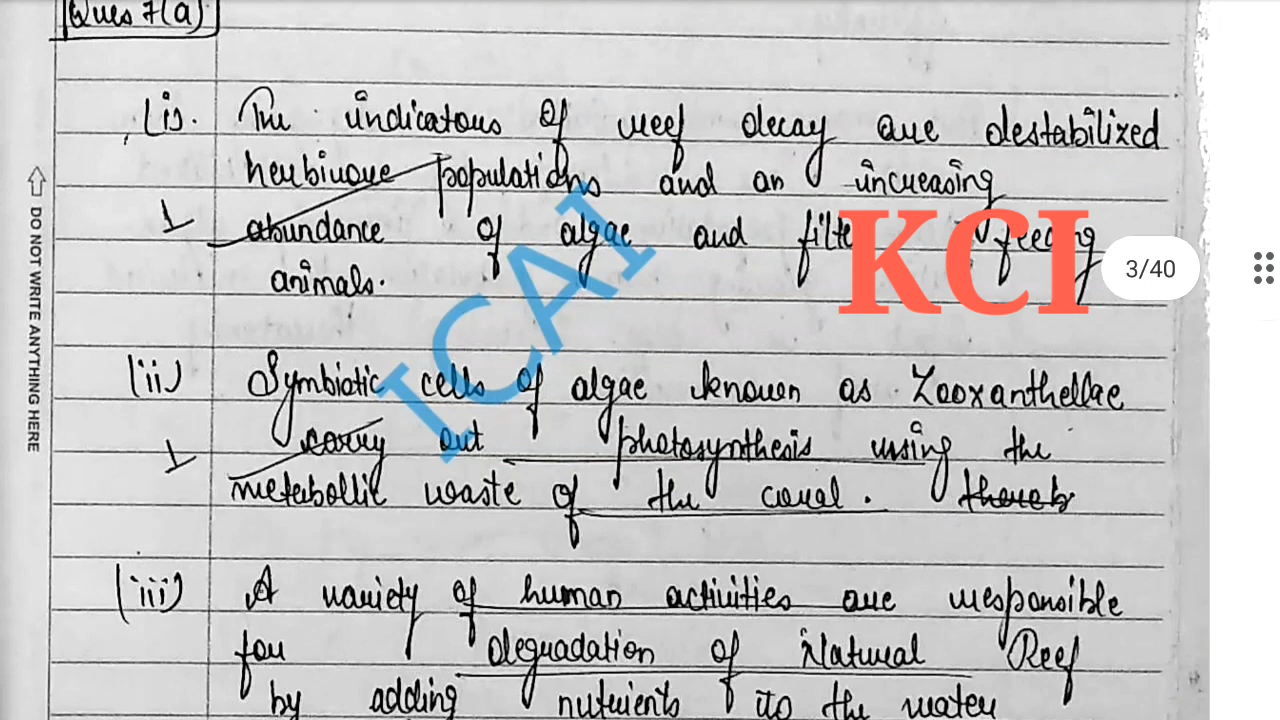 Ques 7(a)
(i). The indicators of reef decay are destabilized
herbivore populations and an increasing
1 abundance of algae and filter feeding
animals.
(ii) Symbiotic cells of algae known as Zooxanthellae
carry out photosynthesis using the
1 metabollic waste of the coral. thereb
(iii) A variety of human activities are responsible
for degradation of Natural Reef
by adding nutrients to the water
DO NOT WRITE ANYTHING HERE
ICAI
KCI
3/40